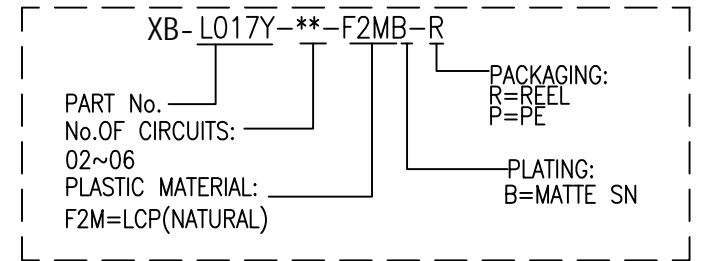 XB-L017Y-**-F2MB-R
PACKAGING:
R=REEL
P=PE
PART No.
No.OF CIRCUITS:
02~06
PLASTIC MATERIAL:
F2M=LCP(NATURAL)
PLATING:
B=MATTE SN